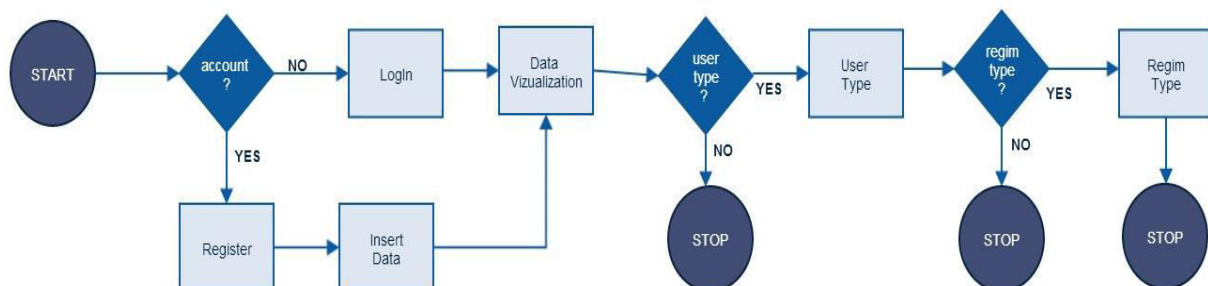 START
account
?
NO
LogIn
Data
Vizualization
user
type
?
YES
User
Type
regim
type
?
YES
Regim
Type
YES
NO
NO
Register
Insert
Data
STOP
STOP
STOP